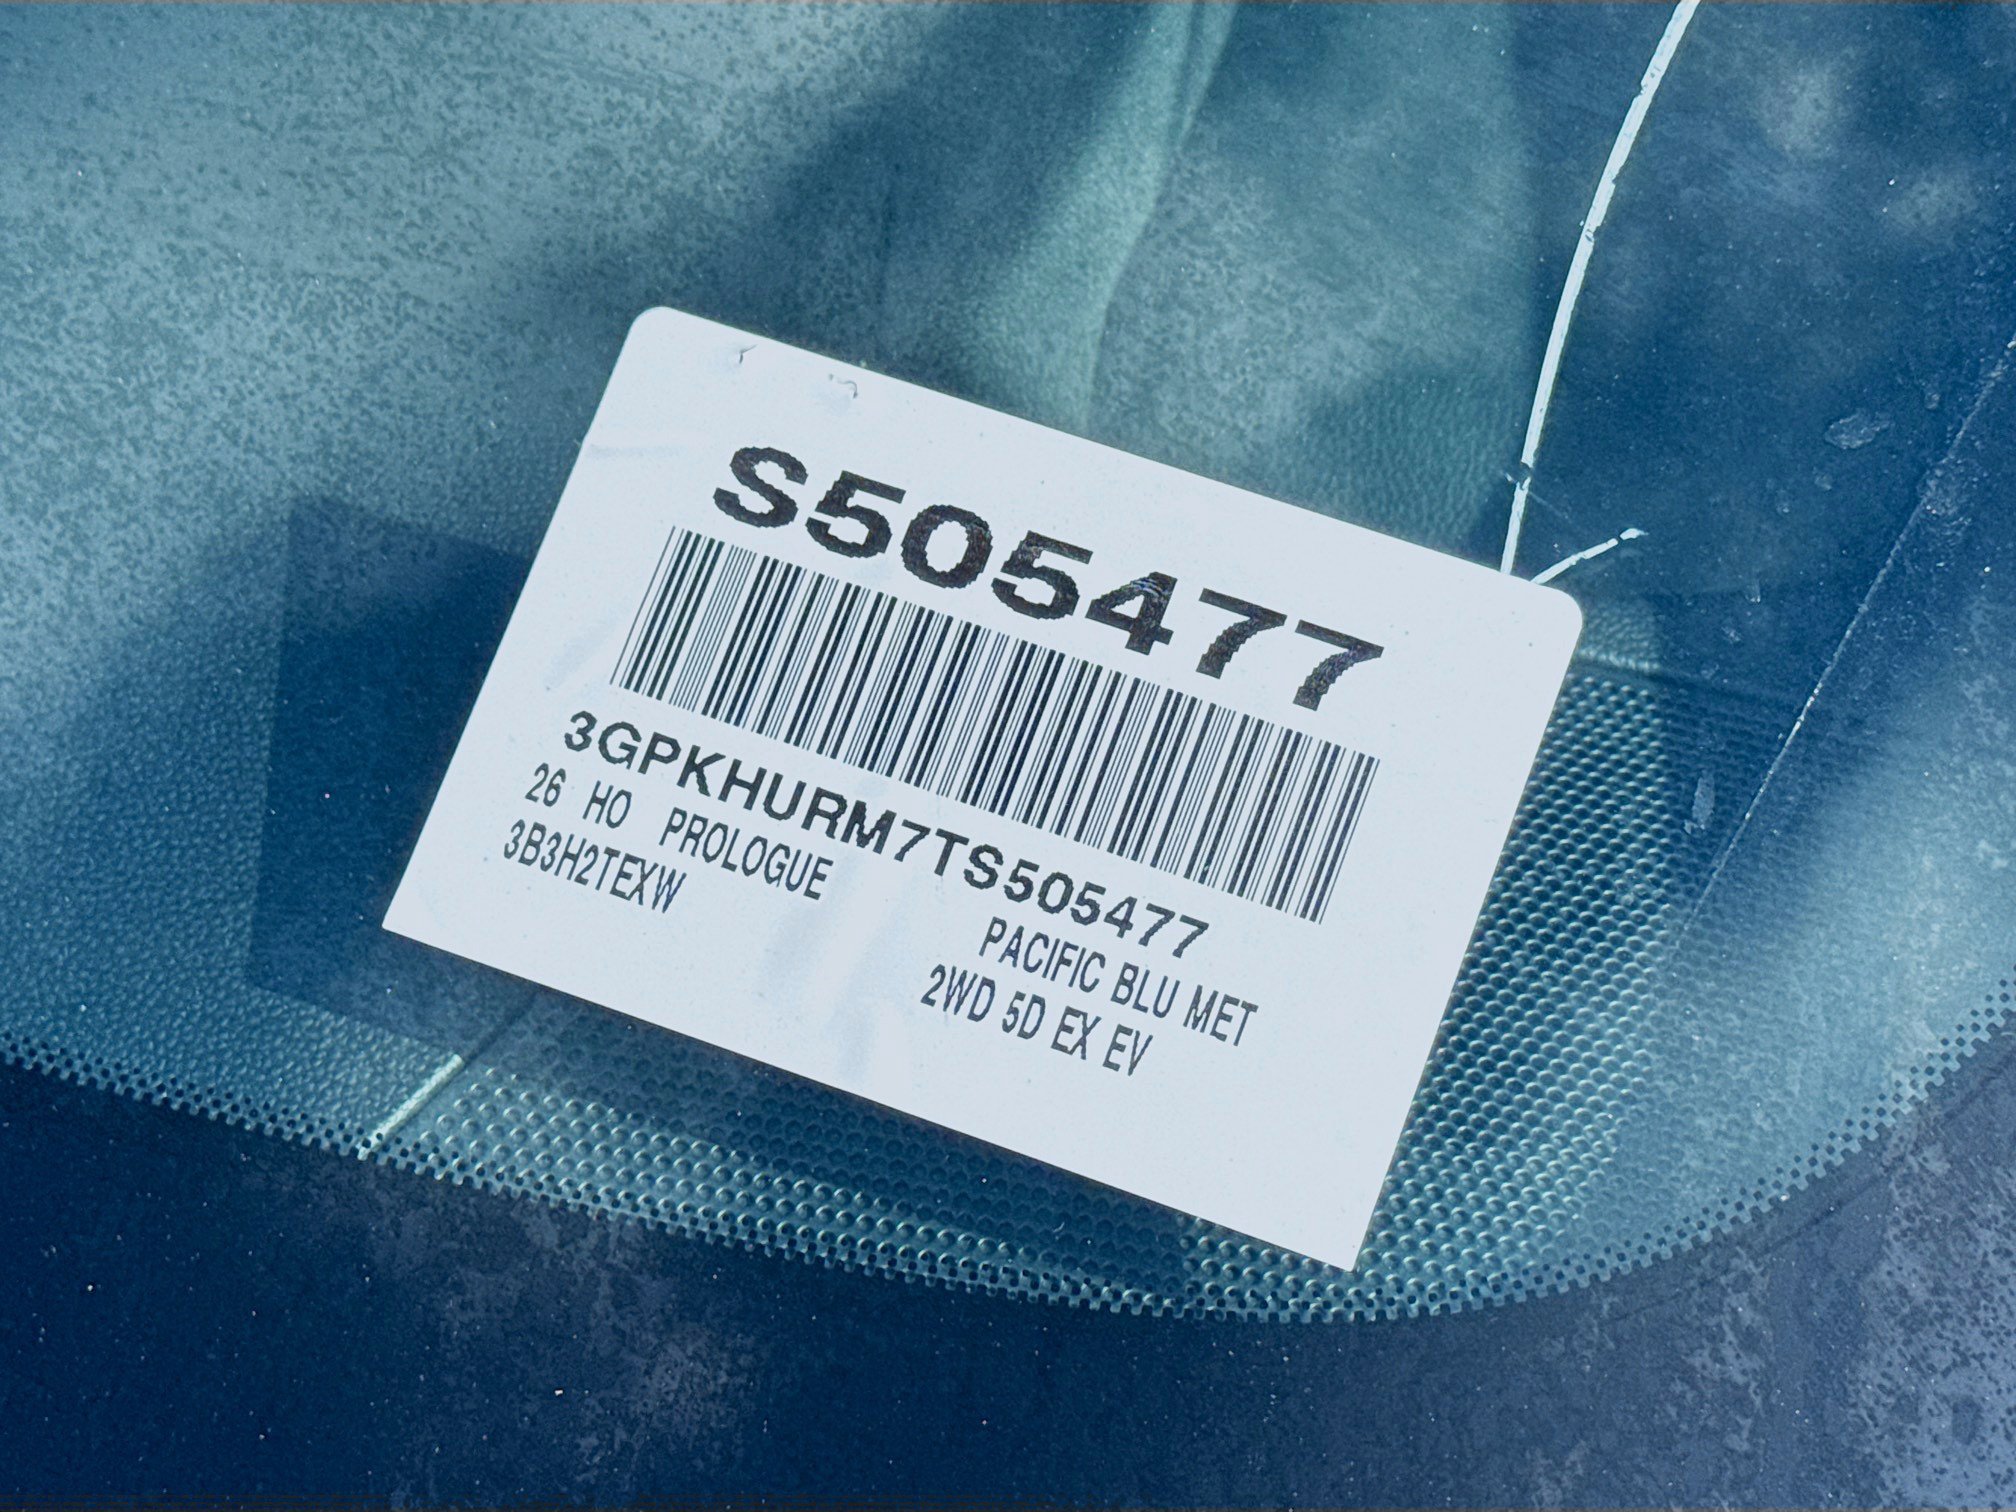 S505477
3GPKHURM7TS505477
26 HO PROLOGUE
PACIFIC BLU MET
3B3H2TEXW
2WD 5D EX EV